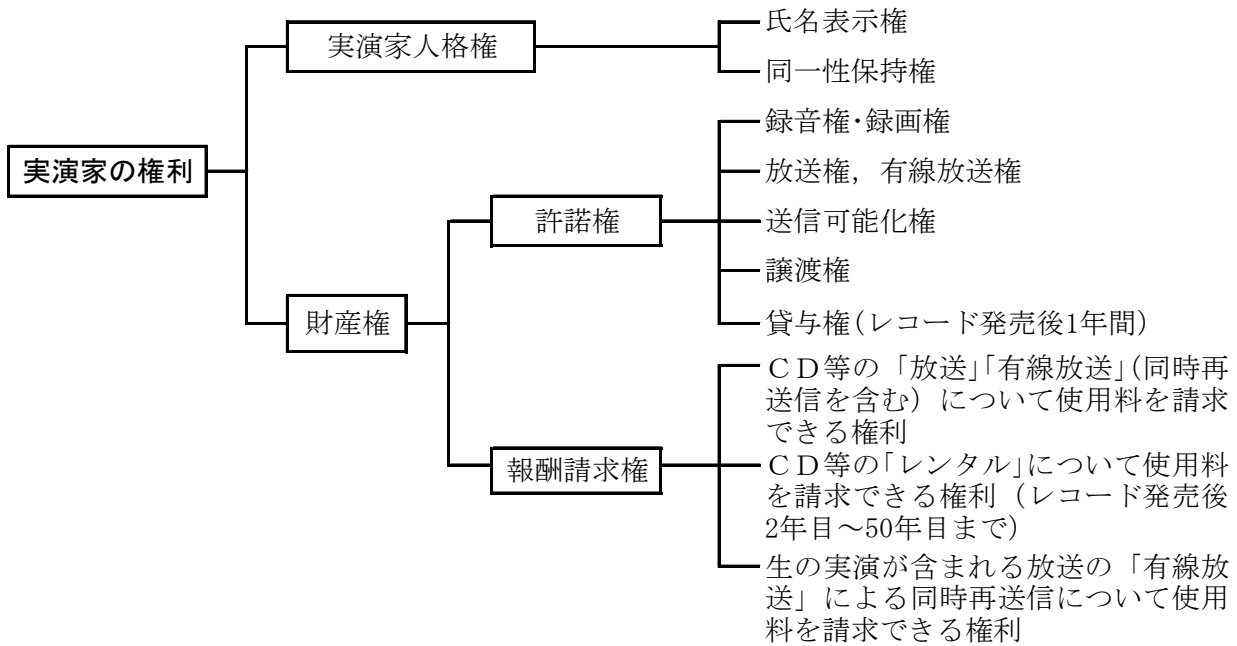 実演家の権利
実演家人格権
氏名表示権
同一性保持権
財産権
許諾権
録音権・録画権
放送権，有線放送権
送信可能化権
譲渡権
貸与権（レコード発売後1年間）
報酬請求権
ＣＤ等の「放送」「有線放送」（同時再
送信を含む）について使用料を請求
できる権利
ＣＤ等の「レンタル」について使用料
を請求できる権利（レコード発売後
2年目～50年目まで）
生の実演が含まれる放送の「有線放
送」による同時再送信について使用
料を請求できる権利